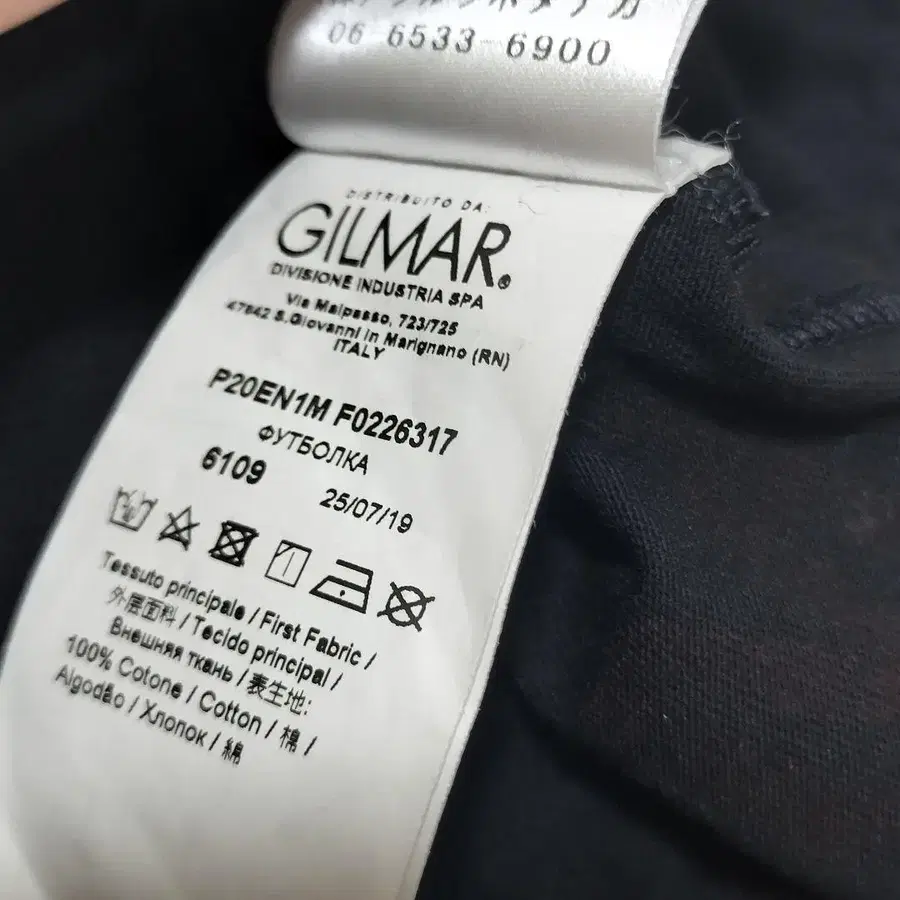 06-6533-6900
DISTRIBUITO DA:
GILMAR®
DIVISIONE INDUSTRIA SPA
Via Malpasso, 723/725
47842 S.Giovanni in Marignano (RN)
ITALY
P20EN1M F0226317
ФУТБОЛКА
6109 25/07/19
Tessuto principale / First Fabric /
外层面料 / Tecido principal /
Внешняя ткань / 表生地:
100% Cotone / Cotton / 棉 /
Algodão / Хлопок / 綿